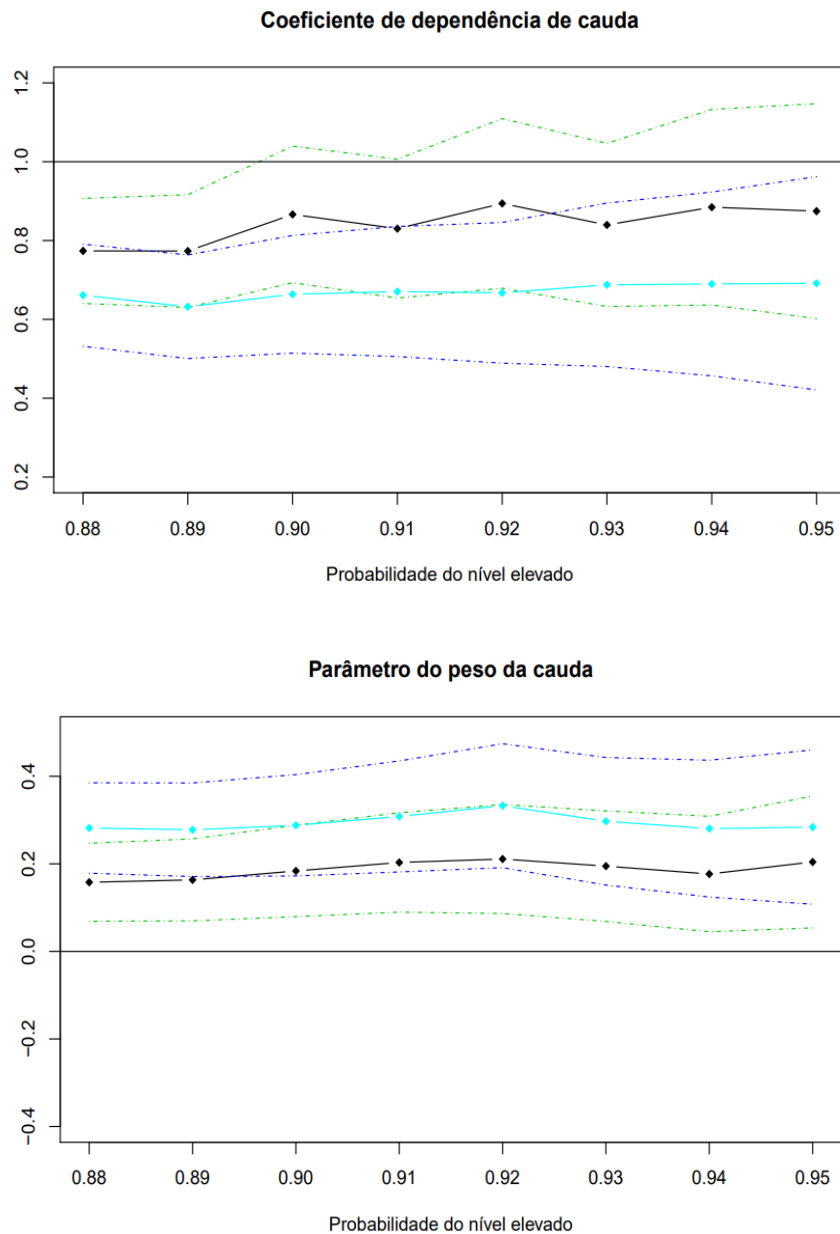 Coeficiente de dependência de cauda
1.2
1.0
0.8
0.6
0.4
0.2
0.88 0.89 0.90 0.91 0.92 0.93 0.94 0.95
Probabilidade do nível elevado
Parâmetro do peso da cauda
0.4
0.2
0.0
−0.2
−0.4
0.88 0.89 0.90 0.91 0.92 0.93 0.94 0.95
Probabilidade do nível elevado